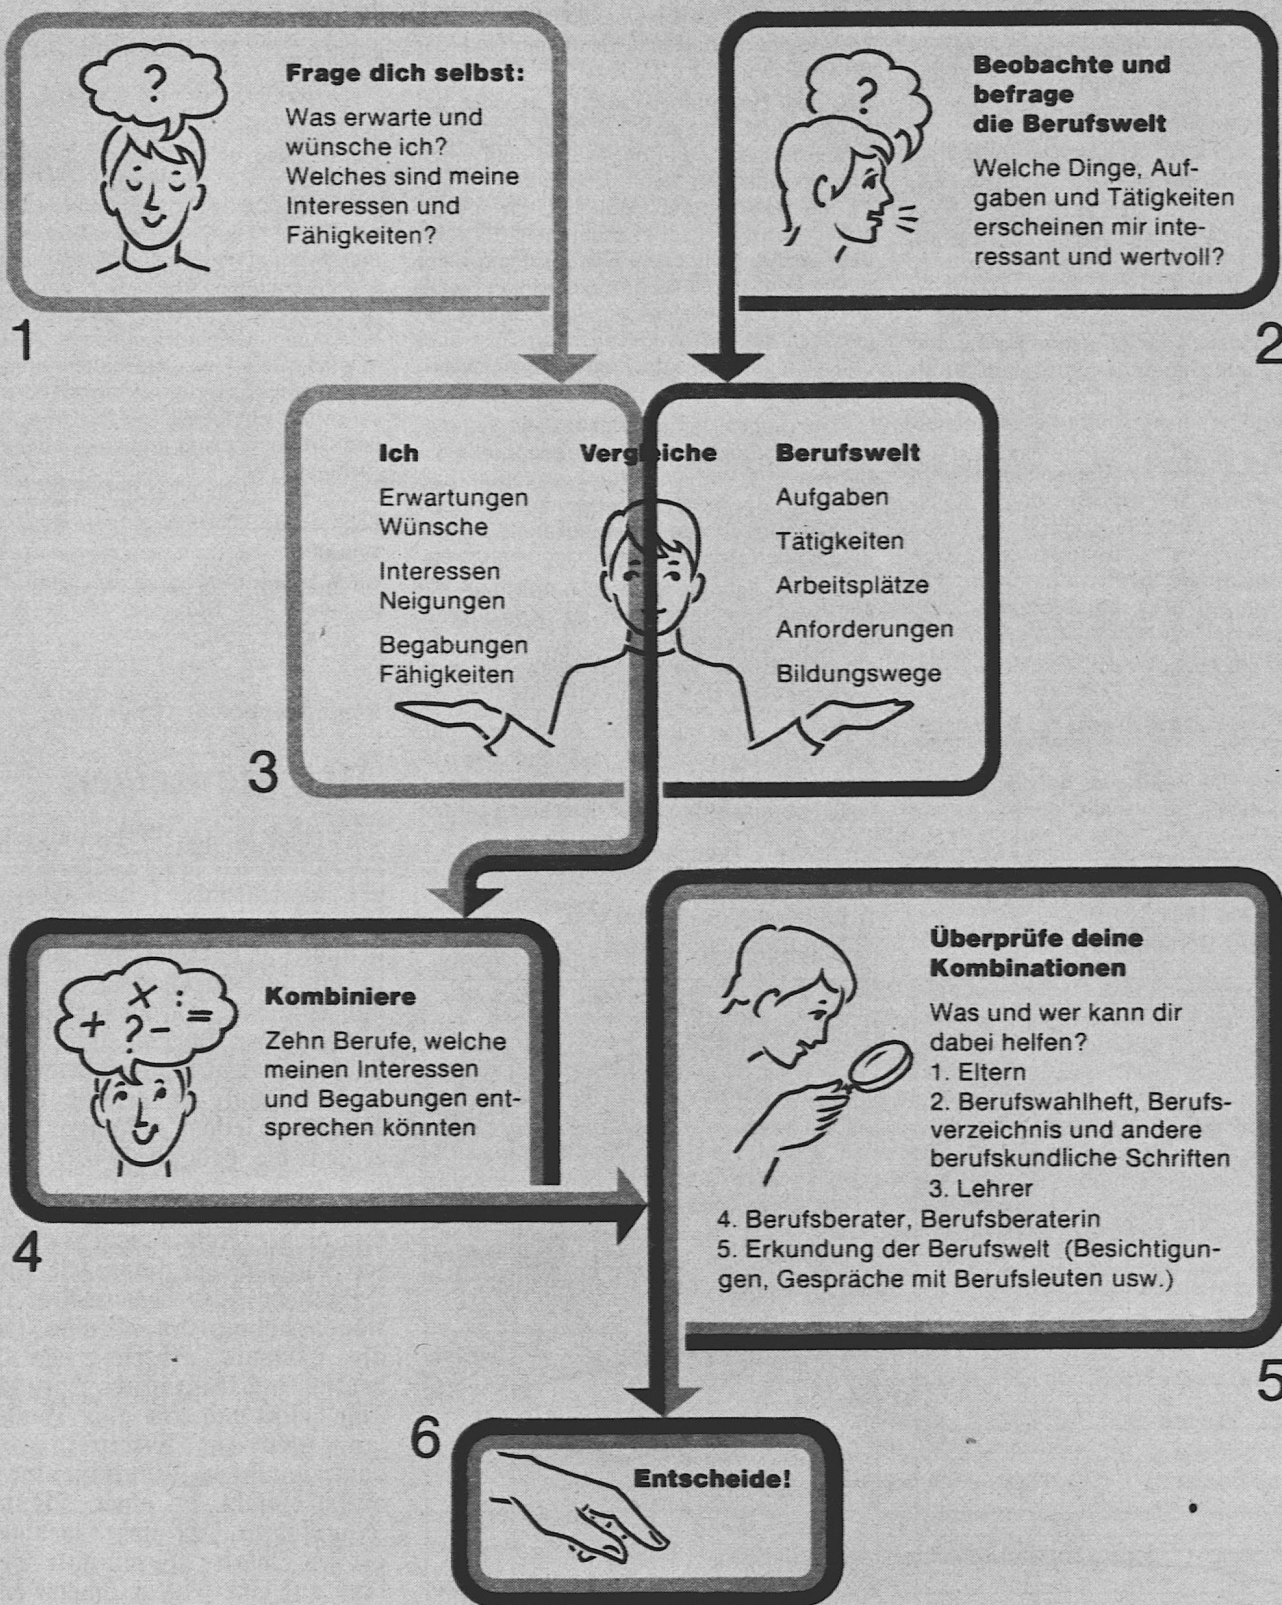 Frage dich selbst:
Was erwarte und
wünsche ich?
Welches sind meine
Interessen und
Fähigkeiten?
1
Beobachte und
befrage
die Berufswelt
Welche Dinge, Auf-
gaben und Tätigkeiten
erscheinen mir inte-
ressant und wertvoll?
2
Ich
Erwartungen
Wünsche
Interessen
Neigungen
Begabungen
Fähigkeiten
Vergleiche
Berufswelt
Aufgaben
Tätigkeiten
Arbeitsplätze
Anforderungen
Bildungswege
3
+ × : ? - =
Kombiniere
Zehn Berufe, welche
meinen Interessen
und Begabungen ent-
sprechen könnten
4
Überprüfe deine
Kombinationen
Was und wer kann dir
dabei helfen?
1. Eltern
2. Berufswahlheft, Berufs-
verzeichnis und andere
berufskundliche Schriften
3. Lehrer
4. Berufsberater, Berufsberaterin
5. Erkundung der Berufswelt (Besichtigun-
gen, Gespräche mit Berufsleuten usw.)
5
6
Entscheide!